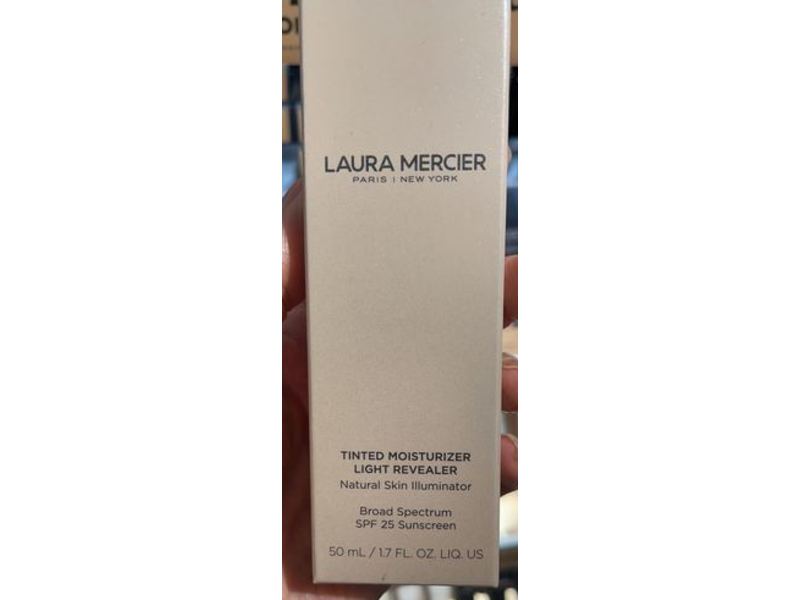 LAURA MERCIER
PARIS | NEW YORK
TINTED MOISTURIZER
LIGHT REVEALER
Natural Skin Illuminator
Broad Spectrum
SPF 25 Sunscreen
50 mL / 1.7 FL. OZ. LIQ. US